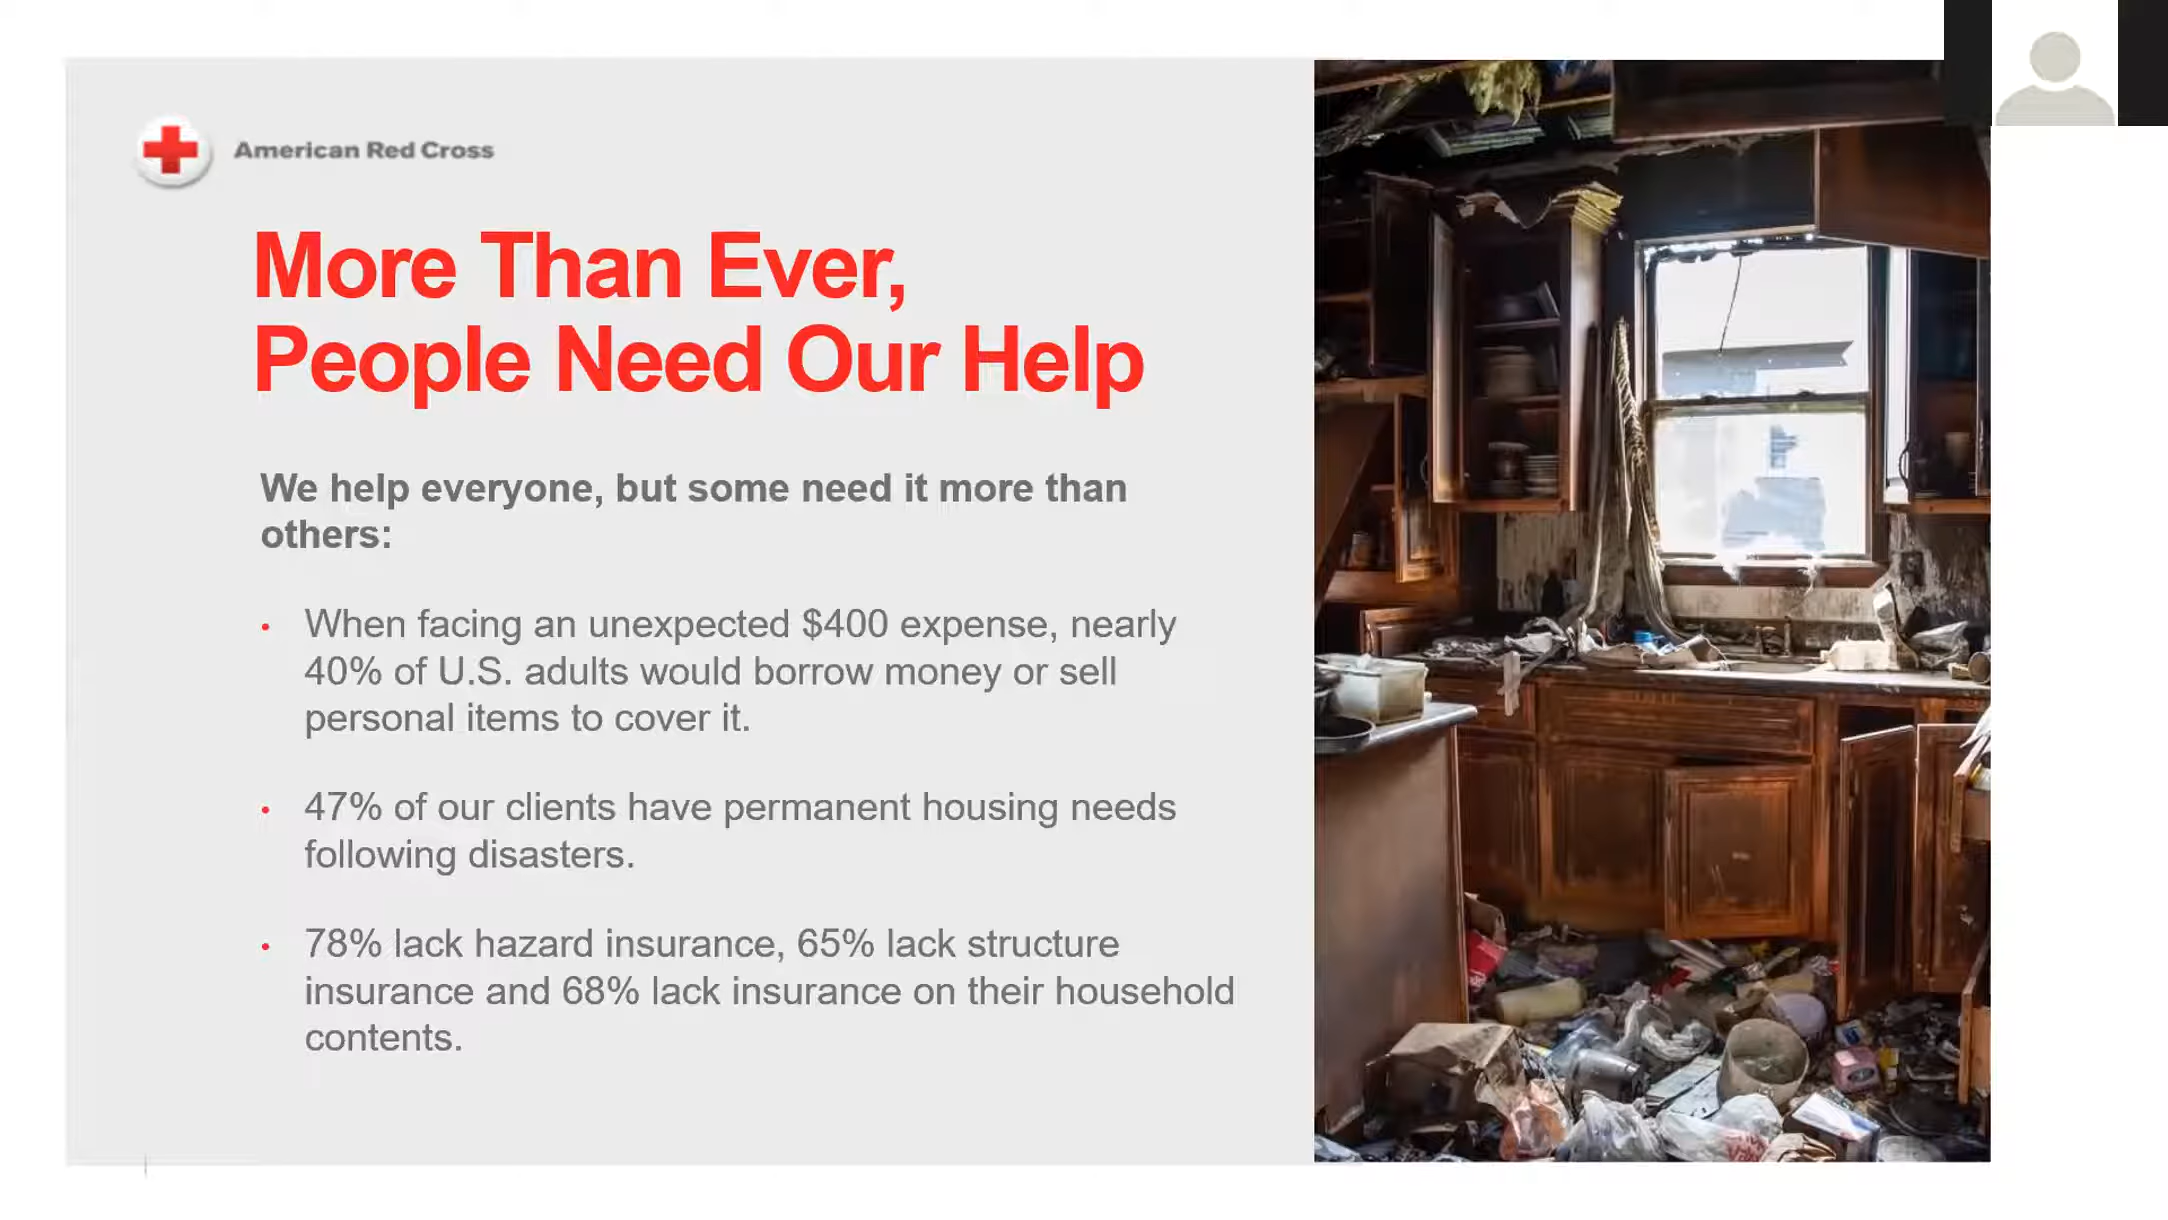 American Red Cross
More Than Ever,
People Need Our Help
We help everyone, but some need it more than
others:
• When facing an unexpected $400 expense, nearly
40% of U.S. adults would borrow money or sell
personal items to cover it.
• 47% of our clients have permanent housing needs
following disasters.
• 78% lack hazard insurance, 65% lack structure
insurance and 68% lack insurance on their household
contents.